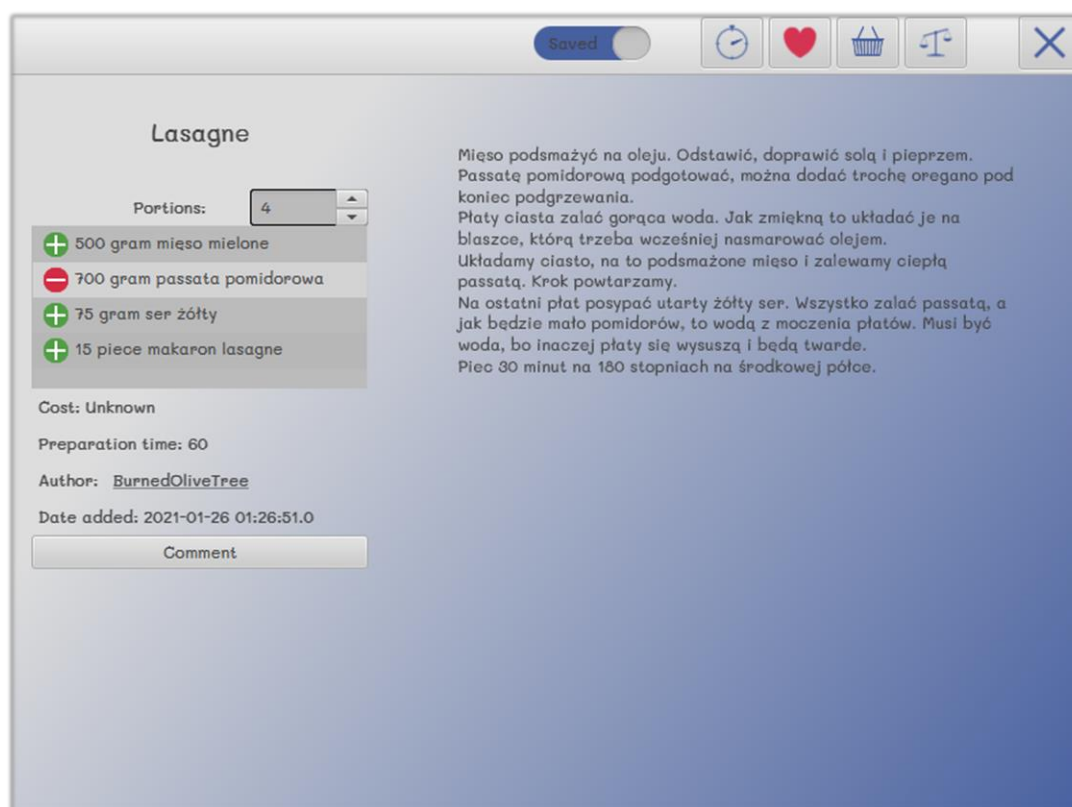 Saved
Lasagne
Portions: 4
500 gram mięso mielone
700 gram passata pomidorowa
75 gram ser żółty
15 piece makaron lasagne
Cost: Unknown
Preparation time: 60
Author: BurnedOliveTree
Date added: 2021-01-26 01:26:51.0
Comment
Mięso podsmażyć na oleju. Odstawić, doprawić solą i pieprzem.
Passatę pomidorową podgotować, można dodać trochę oregano pod
koniec podgrzewania.
Płaty ciasta zalać gorąca woda. Jak zmiękną to układać je na
blaszce, którą trzeba wcześniej nasmarować olejem.
Układamy ciasto, na to podsmażone mięso i zalewamy ciepłą
passatą. Krok powtarzamy.
Na ostatni płat posypać utarty żółty ser. Wszystko zalać passatą, a
jak będzie mało pomidorów, to wodą z moczenia płatów. Musi być
woda, bo inaczej płaty się wysuszą i będą twarde.
Piec 30 minut na 180 stopniach na środkowej półce.